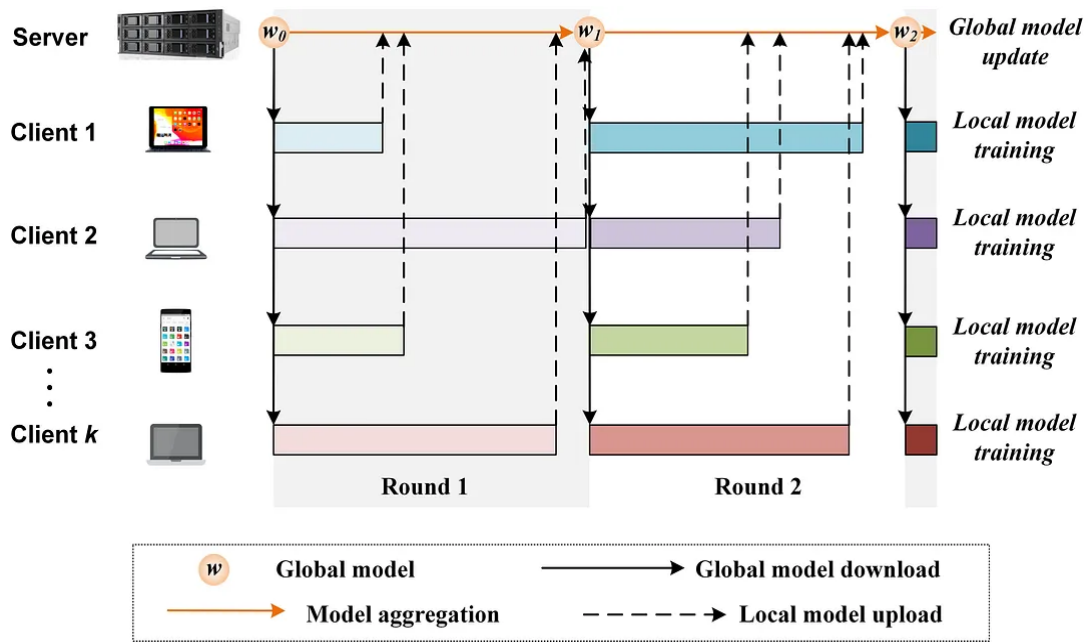 Server
w0
w1
w2
Global model
update
Client 1
Local model
training
Client 2
Local model
training
Client 3
Local model
training
Client k
Local model
training
Round 1
Round 2
w
Global model
Global model download
Model aggregation
Local model upload